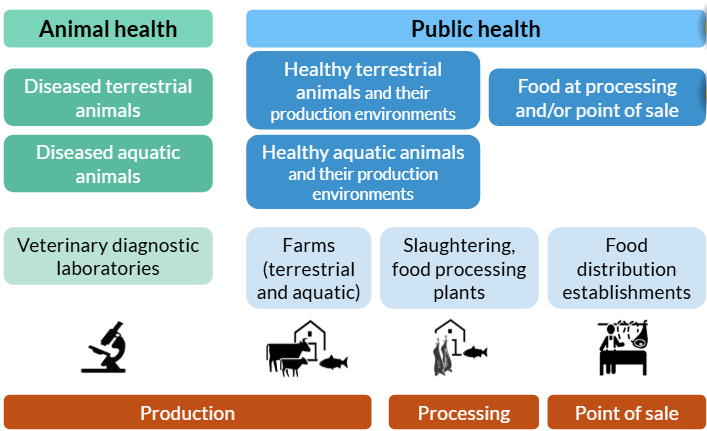 Animal health
Public health
Diseased terrestrial
animals
Healthy terrestrial
animals and their
production environments
Food at processing
and/or point of sale
Diseased aquatic
animals
Healthy aquatic animals
and their production
environments
Veterinary diagnostic
laboratories
Farms
(terrestrial
and aquatic)
Slaughtering,
food processing
plants
Food
distribution
establishments
Production
Processing
Point of sale